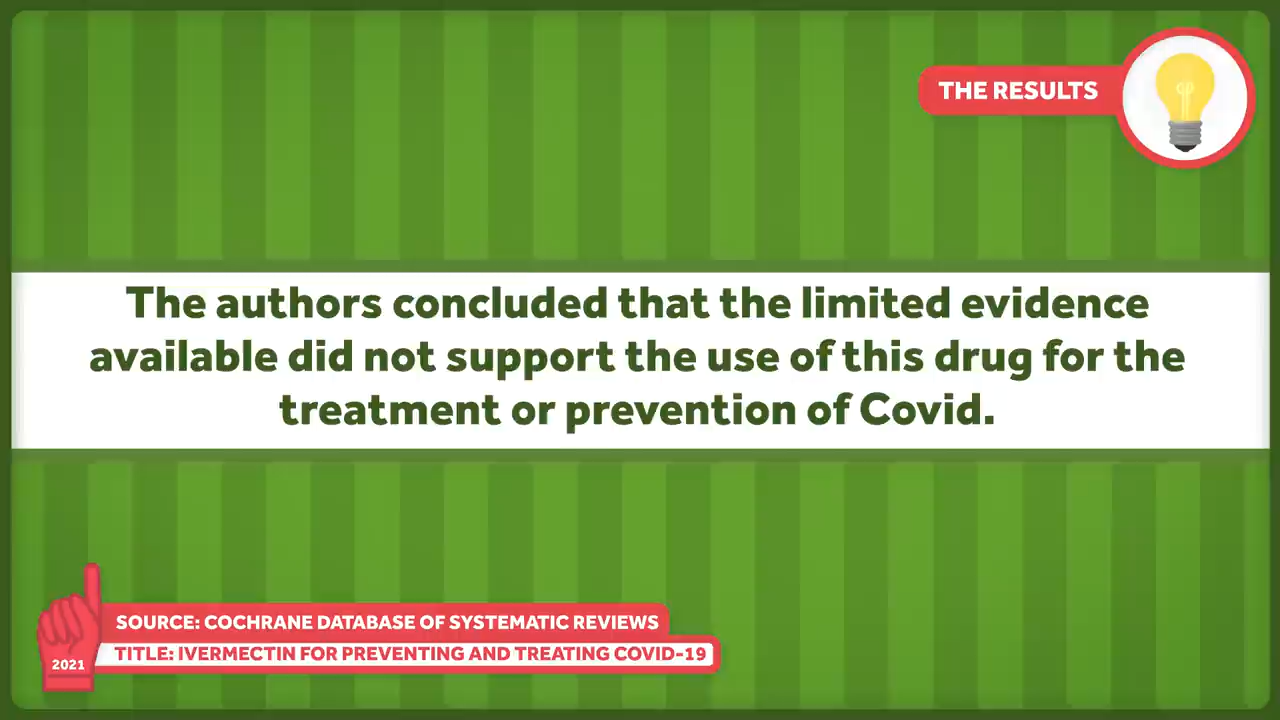 THE RESULTS
The authors concluded that the limited evidence
available did not support the use of this drug for the
treatment or prevention of Covid.
SOURCE: COCHRANE DATABASE OF SYSTEMATIC REVIEWS
TITLE: IVERMECTIN FOR PREVENTING AND TREATING COVID-19
2021